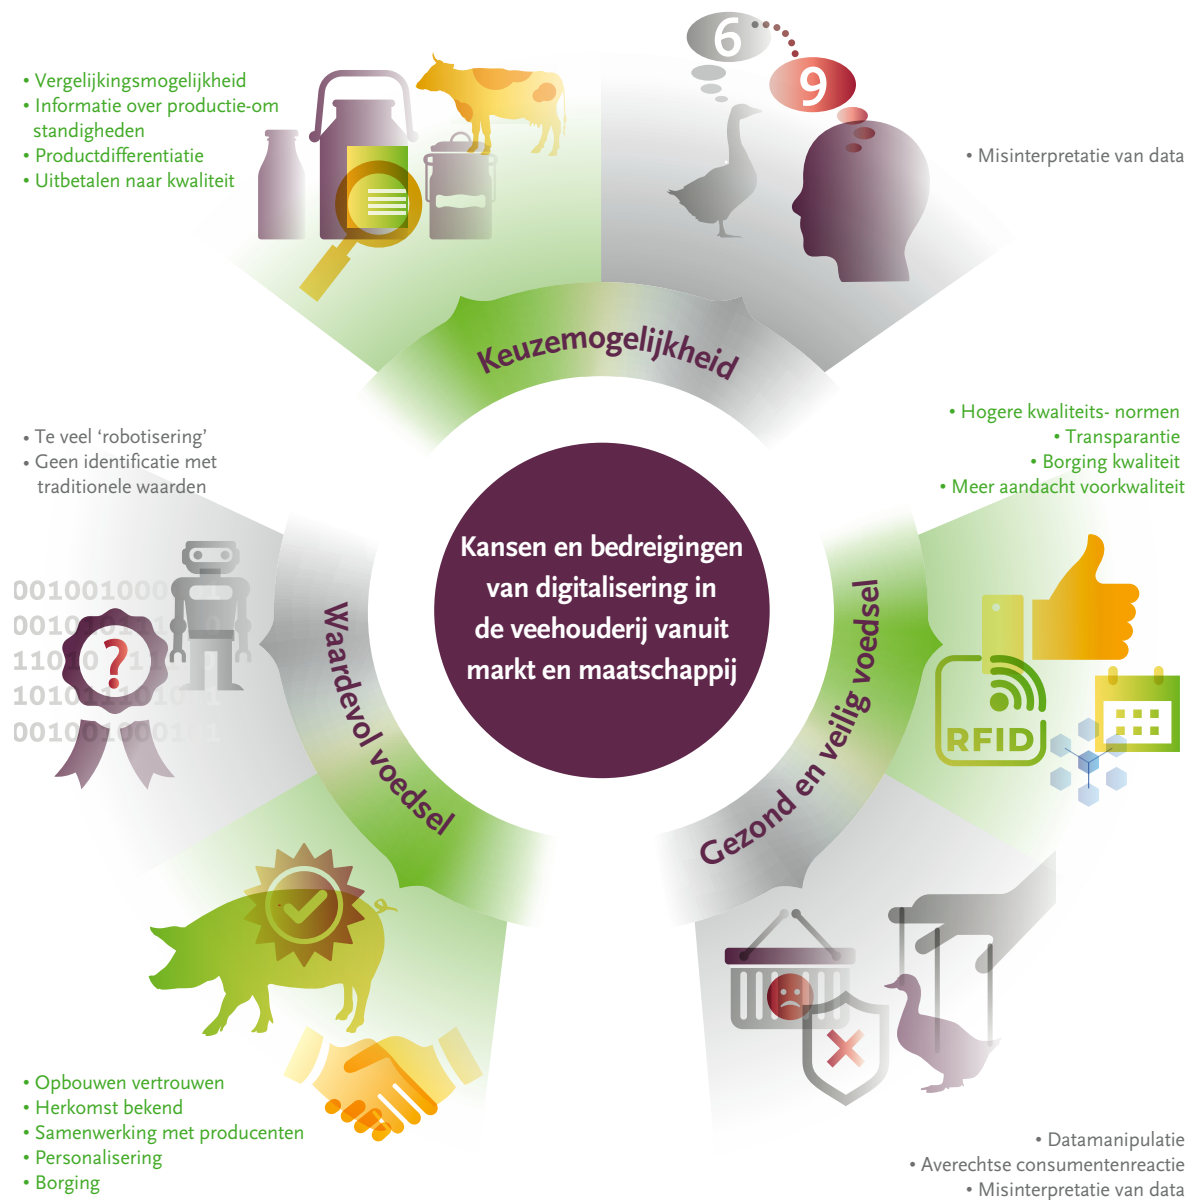 • Vergelijkingsmogelijkheid
• Informatie over productie-om
standigheden
• Productdifferentiatie
• Uitbetalen naar kwaliteit
6
9
• Misinterpretatie van data
Keuzemogelijkheid
• Hogere kwaliteits- normen
• Transparantie
• Borging kwaliteit
• Meer aandacht voorkwaliteit
• Te veel ‘robotisering’
• Geen identificatie met
traditionele waarden
Kansen en bedreigingen
van digitalisering in
de veehouderij vanuit
markt en maatschappij
Waardevol voedsel
Gezond en veilig voedsel
?
RFID
• Opbouwen vertrouwen
• Herkomst bekend
• Samenwerking met producenten
• Personalisering
• Borging
• Datamanipulatie
• Averechtse consumentenreactie
• Misinterpretatie van data